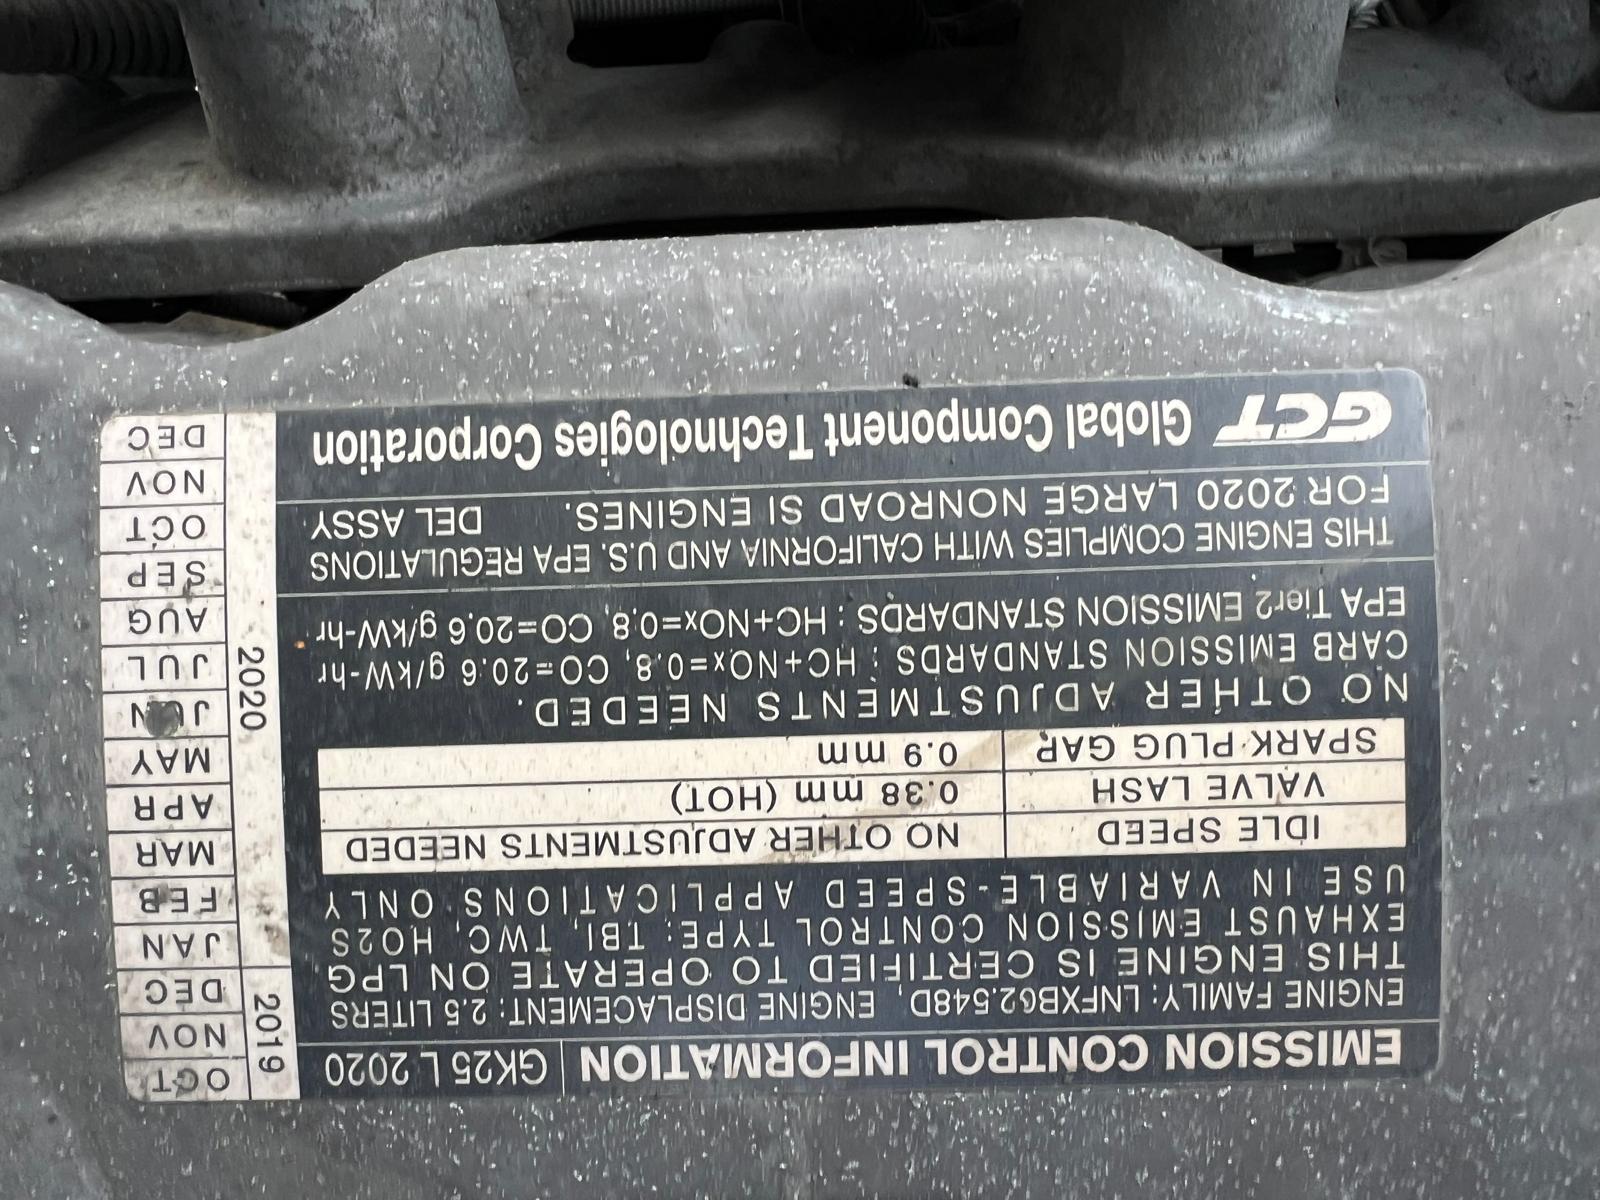 EMISSION CONTROL INFORMATION GK25 L 2020
ENGINE FAMILY: LNFXB62.548D, ENGINE DISPLACEMENT: 2.5 LITERS
THIS ENGINE IS CERTIFIED TO OPERATE ON LPG
EXHAUST EMISSION CONTROL TYPE: TBI, TWC, HO2S
USE IN VARIABLE-SPEED APPLICATIONS ONLY
IDLE SPEED NO OTHER ADJUSTMENTS NEEDED
VALVE LASH 0.38 mm (HOT)
SPARK PLUG GAP 0.9 mm
NO OTHER ADJUSTMENTS NEEDED.
CARB EMISSION STANDARDS : HC+NOx=0.8, CO=20.6 g/kW-hr
EPA Tier2 EMISSION STANDARDS : HC+NOx=0.8, CO=20.6 g/kW-hr
THIS ENGINE COMPLIES WITH CALIFORNIA AND U.S. EPA REGULATIONS
FOR 2020 LARGE NONROAD SI ENGINES. DEL ASSY
GCT Global Component Technologies Corporation
2019
OCT
NOV
DEC
2020
JAN
FEB
MAR
APR
MAY
JUN
JUL
AUG
SEP
OCT
NOV
DEC